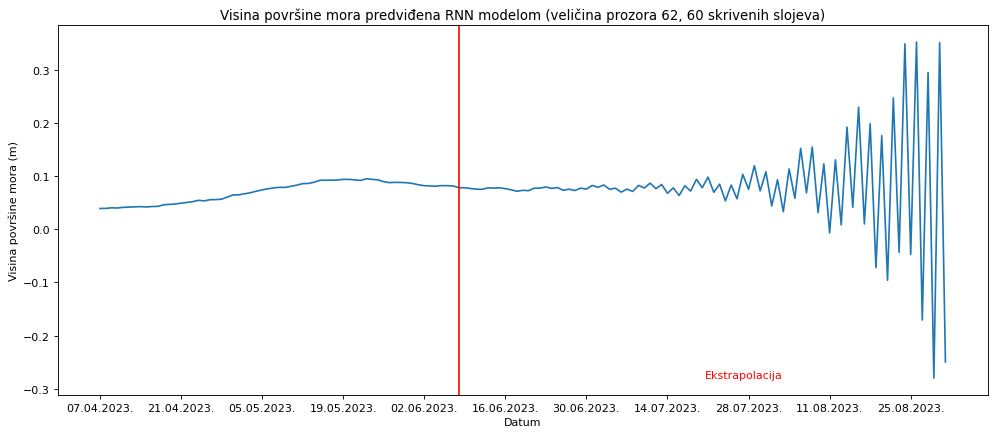 Visina površine mora predviđena RNN modelom (veličina prozora 62, 60 skrivenih slojeva)
Visina površine mora (m)
0.3
0.2
0.1
0.0
−0.1
−0.2
−0.3
Ekstrapolacija
07.04.2023. 21.04.2023. 05.05.2023. 19.05.2023. 02.06.2023. 16.06.2023. 30.06.2023. 14.07.2023. 28.07.2023. 11.08.2023. 25.08.2023.
Datum